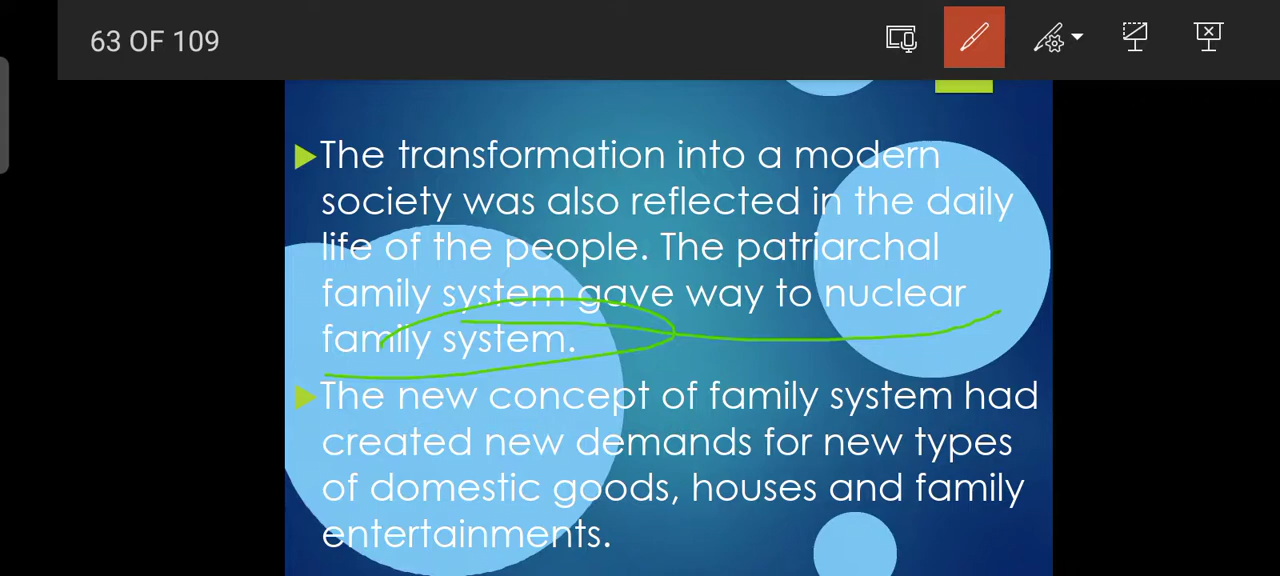 63 OF 109
The transformation into a modern
society was also reflected in the daily
life of the people. The patriarchal
family system gave way to nuclear
family system.
The new concept of family system had
created new demands for new types
of domestic goods, houses and family
entertainments.